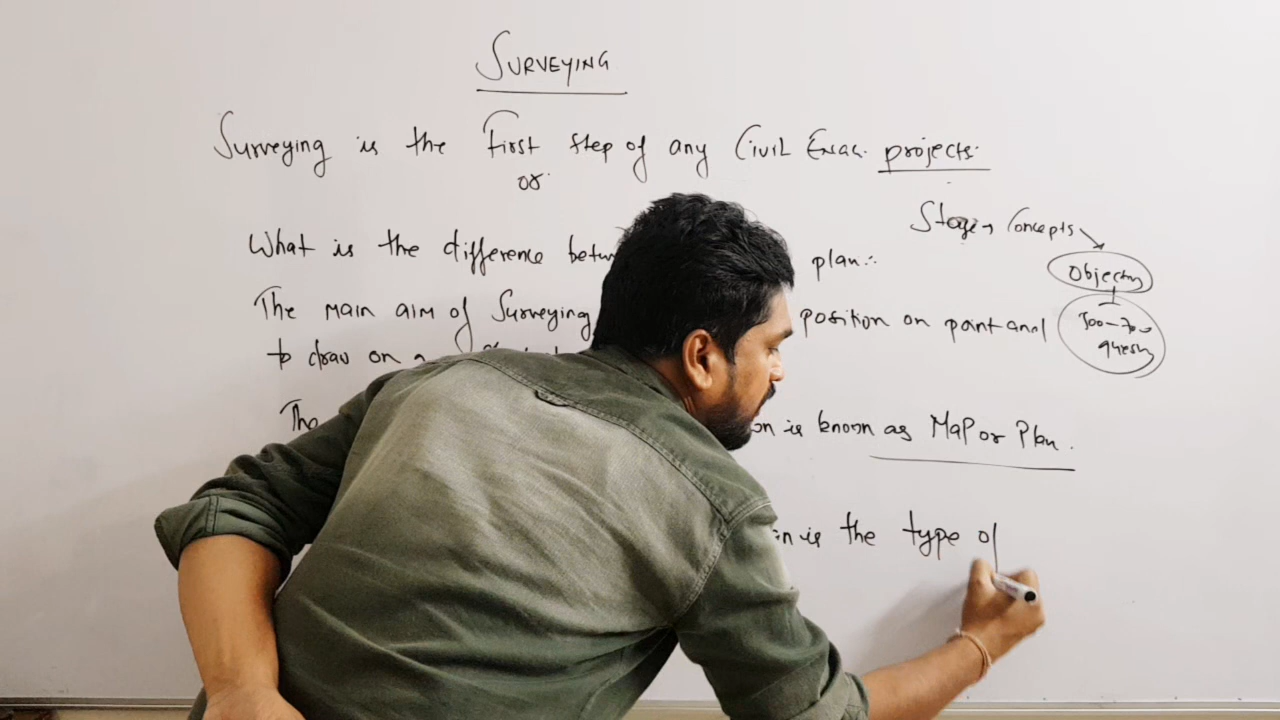 SURVEYING
Surveying is the First step of any Civil Engg. projects.
or
Stage → Concepts
What is the difference plan:
Objective
The main aim of Surveying position on point and
to draw on a
The on is known as Map or Plan.
is the type of